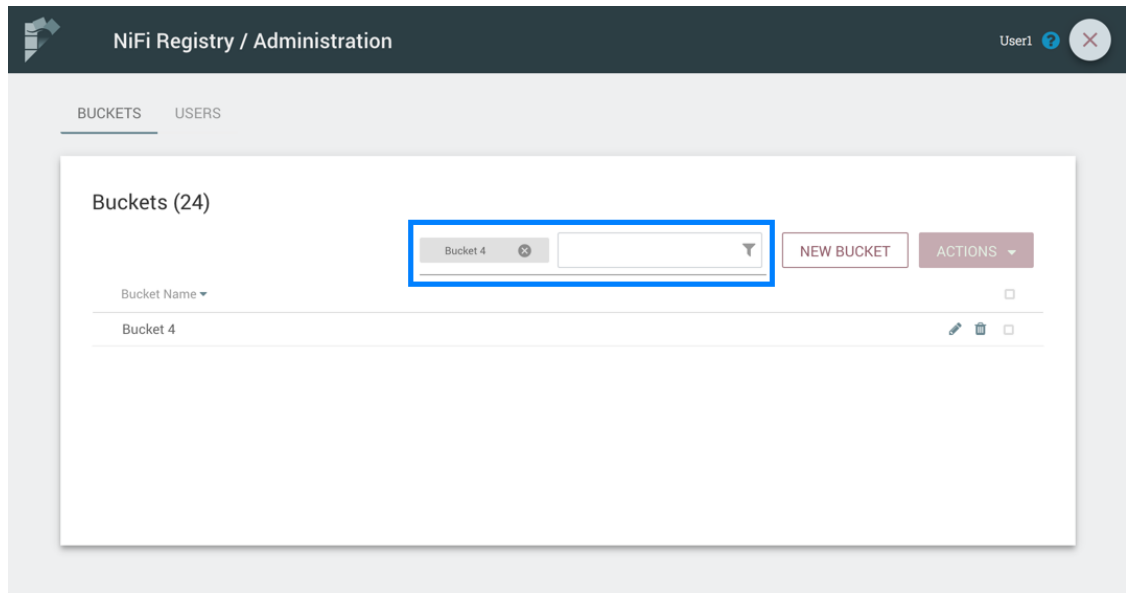 NiFi Registry / Administration
User1 ?
BUCKETS USERS
Buckets (24)
Bucket 4
NEW BUCKET
ACTIONS
Bucket Name
Bucket 4